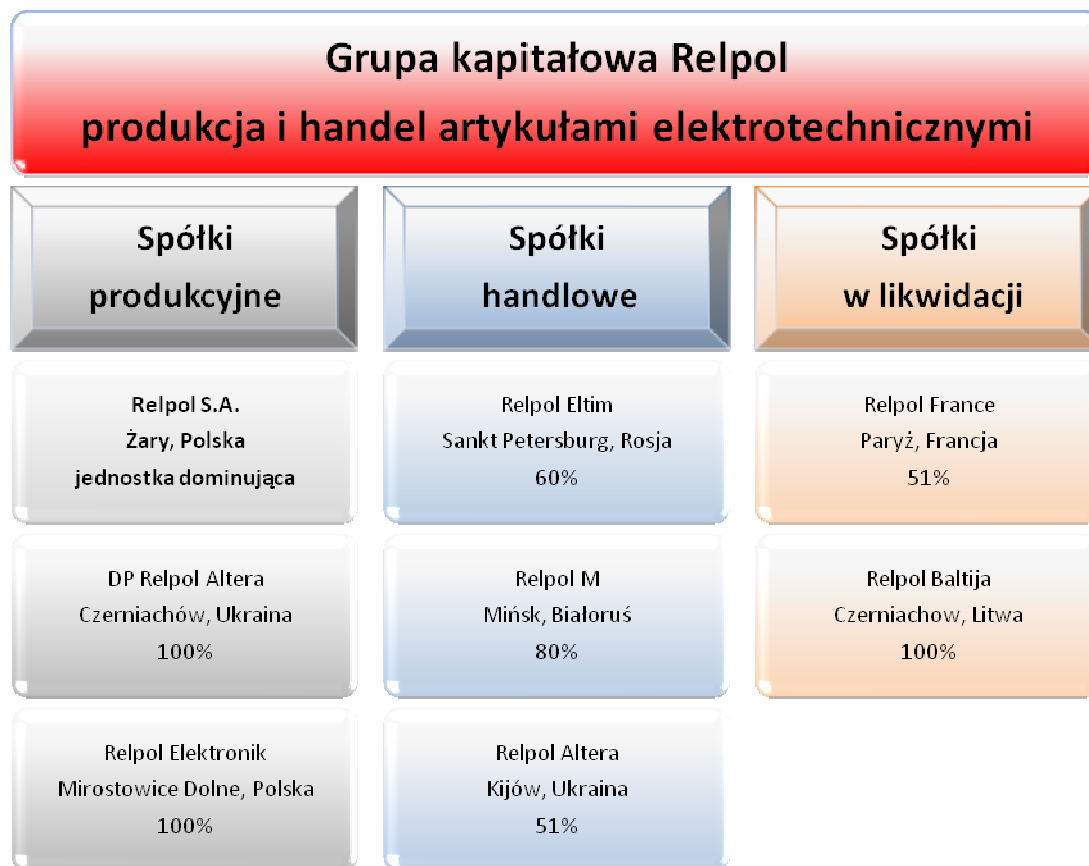 Grupa kapitałowa Relpol
produkcja i handel artykułami elektrotechnicznymi
Spółki
produkcyjne
Spółki
handlowe
Spółki
w likwidacji
Relpol S.A.
Żary, Polska
jednostka dominująca
Relpol Eltim
Sankt Petersburg, Rosja
60%
Relpol France
Paryż, Francja
51%
DP Relpol Altera
Czerniachów, Ukraina
100%
Relpol M
Mińsk, Białoruś
80%
Relpol Baltija
Czerniachow, Litwa
100%
Relpol Elektronik
Mirostowice Dolne, Polska
100%
Relpol Altera
Kijów, Ukraina
51%